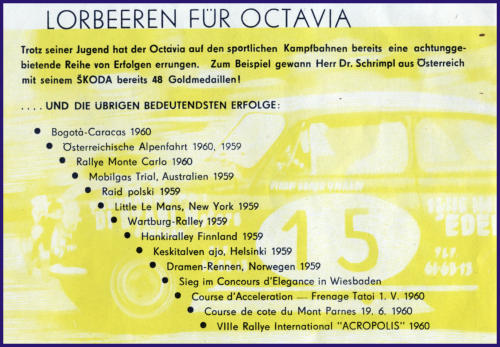 LORBEEREN FÜR OCTAVIA
Trotz seiner Jugend hat der Octavia auf den sportlichen Kampfbahnen bereits eine achtungge-
bietende Reihe von Erfolgen errungen. Zum Beispiel gewann Herr Dr. Schrimpl aus Österreich
mit seinem ŠKODA bereits 48 Goldmedaillen!
.... UND DIE ÜBRIGEN BEDEUTENDSTEN ERFOLGE:
● Bogotà-Caracas 1960
● Österreichische Alpenfahrt 1960, 1959
● Rallye Monte Carlo 1960
● Mobilgas Trial, Australien 1959
● Raid polski 1959
● Little Le Mans, New York 1959
● Wartburg-Ralley 1959
● Hankiralley Finnland 1959
● Keskitalven ajo, Helsinki 1959
● Dramen-Rennen, Norwegen 1959
● Sieg im Concours d'Elegance in Wiesbaden
● Course d'Acceleration — Frenage Tatoi 1. V. 1960
● Course de cote du Mont Parnes 19. 6. 1960
● VIIIe Rallye International "ACROPOLIS" 1960
15